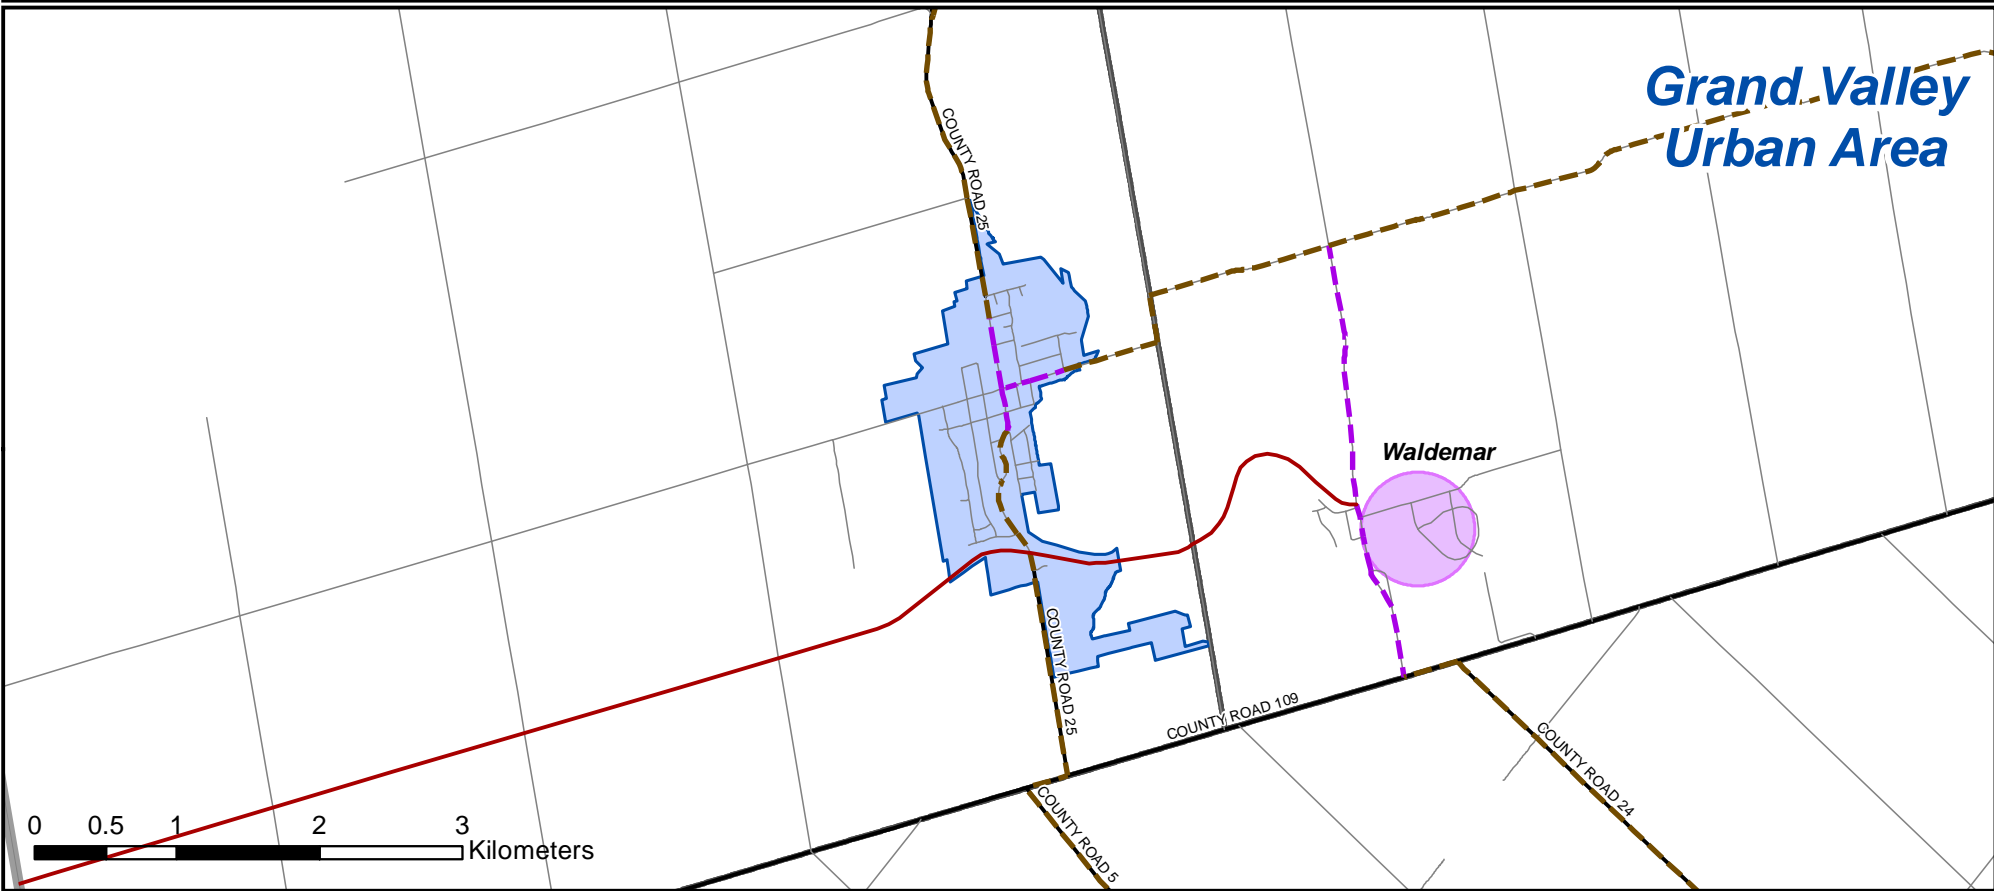 Grand Valley
Urban Area
COUNTY ROAD 25
Waldemar
COUNTY ROAD 25
COUNTY ROAD 109
COUNTY ROAD 24
COUNTY ROAD 5
0 0.5 1 2 3
Kilometers